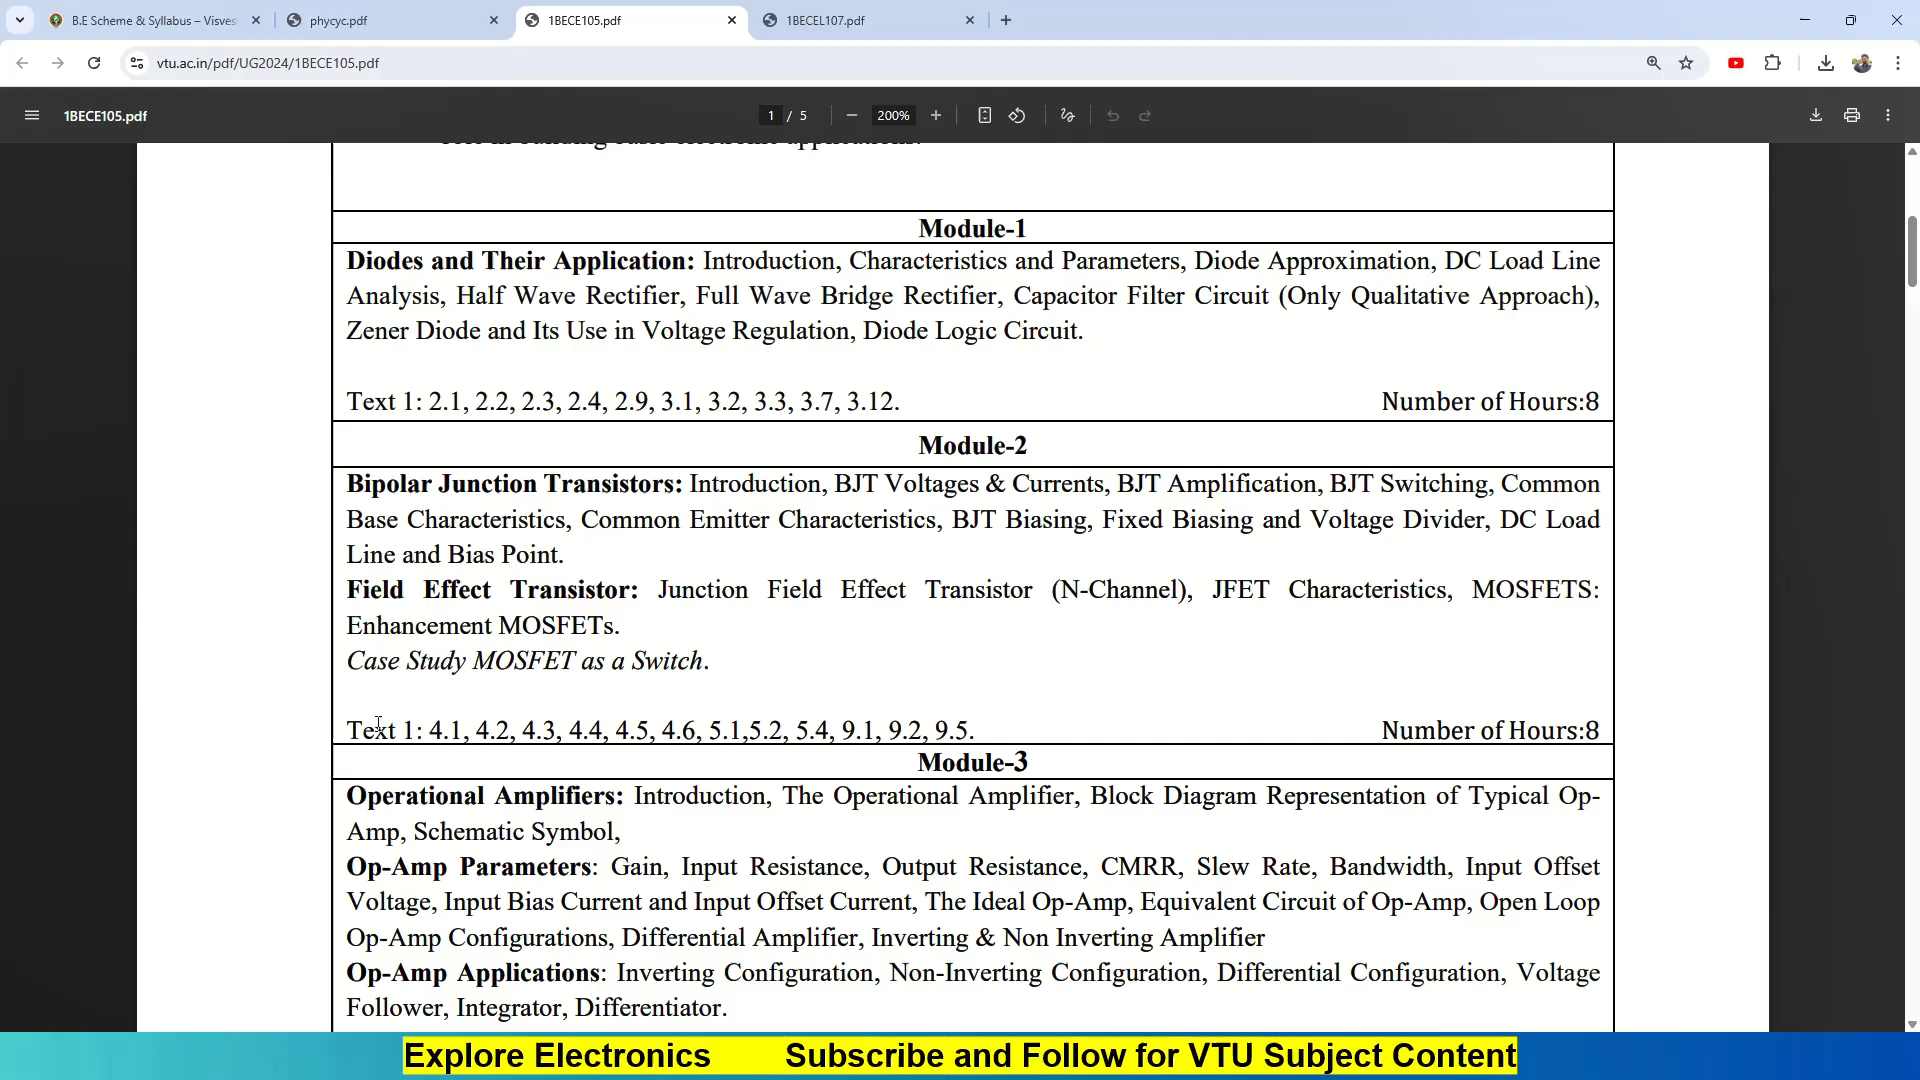 B.E Scheme & Syllabus – Visves
phycyc.pdf
1BECE105.pdf
1BECEL107.pdf
vtu.ac.in/pdf/UG2024/1BECE105.pdf
1BECE105.pdf
1 / 5
200%
Module-1
Diodes and Their Application: Introduction, Characteristics and Parameters, Diode Approximation, DC Load Line
Analysis, Half Wave Rectifier, Full Wave Bridge Rectifier, Capacitor Filter Circuit (Only Qualitative Approach),
Zener Diode and Its Use in Voltage Regulation, Diode Logic Circuit.
Text 1: 2.1, 2.2, 2.3, 2.4, 2.9, 3.1, 3.2, 3.3, 3.7, 3.12. Number of Hours:8
Module-2
Bipolar Junction Transistors: Introduction, BJT Voltages & Currents, BJT Amplification, BJT Switching, Common
Base Characteristics, Common Emitter Characteristics, BJT Biasing, Fixed Biasing and Voltage Divider, DC Load
Line and Bias Point.
Field Effect Transistor: Junction Field Effect Transistor (N-Channel), JFET Characteristics, MOSFETS:
Enhancement MOSFETs.
Case Study MOSFET as a Switch.
Text 1: 4.1, 4.2, 4.3, 4.4, 4.5, 4.6, 5.1,5.2, 5.4, 9.1, 9.2, 9.5. Number of Hours:8
Module-3
Operational Amplifiers: Introduction, The Operational Amplifier, Block Diagram Representation of Typical Op-
Amp, Schematic Symbol,
Op-Amp Parameters: Gain, Input Resistance, Output Resistance, CMRR, Slew Rate, Bandwidth, Input Offset
Voltage, Input Bias Current and Input Offset Current, The Ideal Op-Amp, Equivalent Circuit of Op-Amp, Open Loop
Op-Amp Configurations, Differential Amplifier, Inverting & Non Inverting Amplifier
Op-Amp Applications: Inverting Configuration, Non-Inverting Configuration, Differential Configuration, Voltage
Follower, Integrator, Differentiator.
Explore Electronics Subscribe and Follow for VTU Subject Content